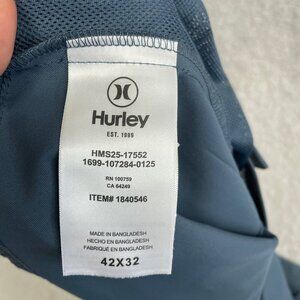 Hurley
EST. 1999
HMS25-17552
1699-107284-0125
RN 100759
CA 64249
ITEM# 1840546
MADE IN BANGLADESH
HECHO EN BANGLADESH
FABRIQUÉ EN BANGLADESH
42X32